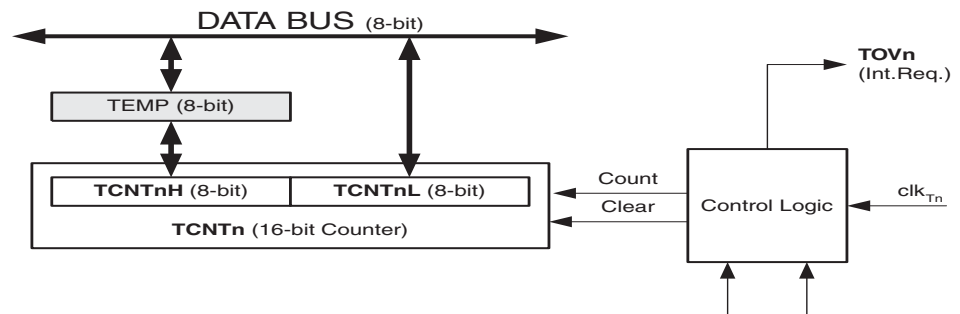 DATA BUS (8-bit)
TOVn
(Int.Req.)
TEMP (8-bit)
TCNTnH (8-bit)
TCNTnL (8-bit)
TCNTn (16-bit Counter)
Count
Clear
Control Logic
clkTn